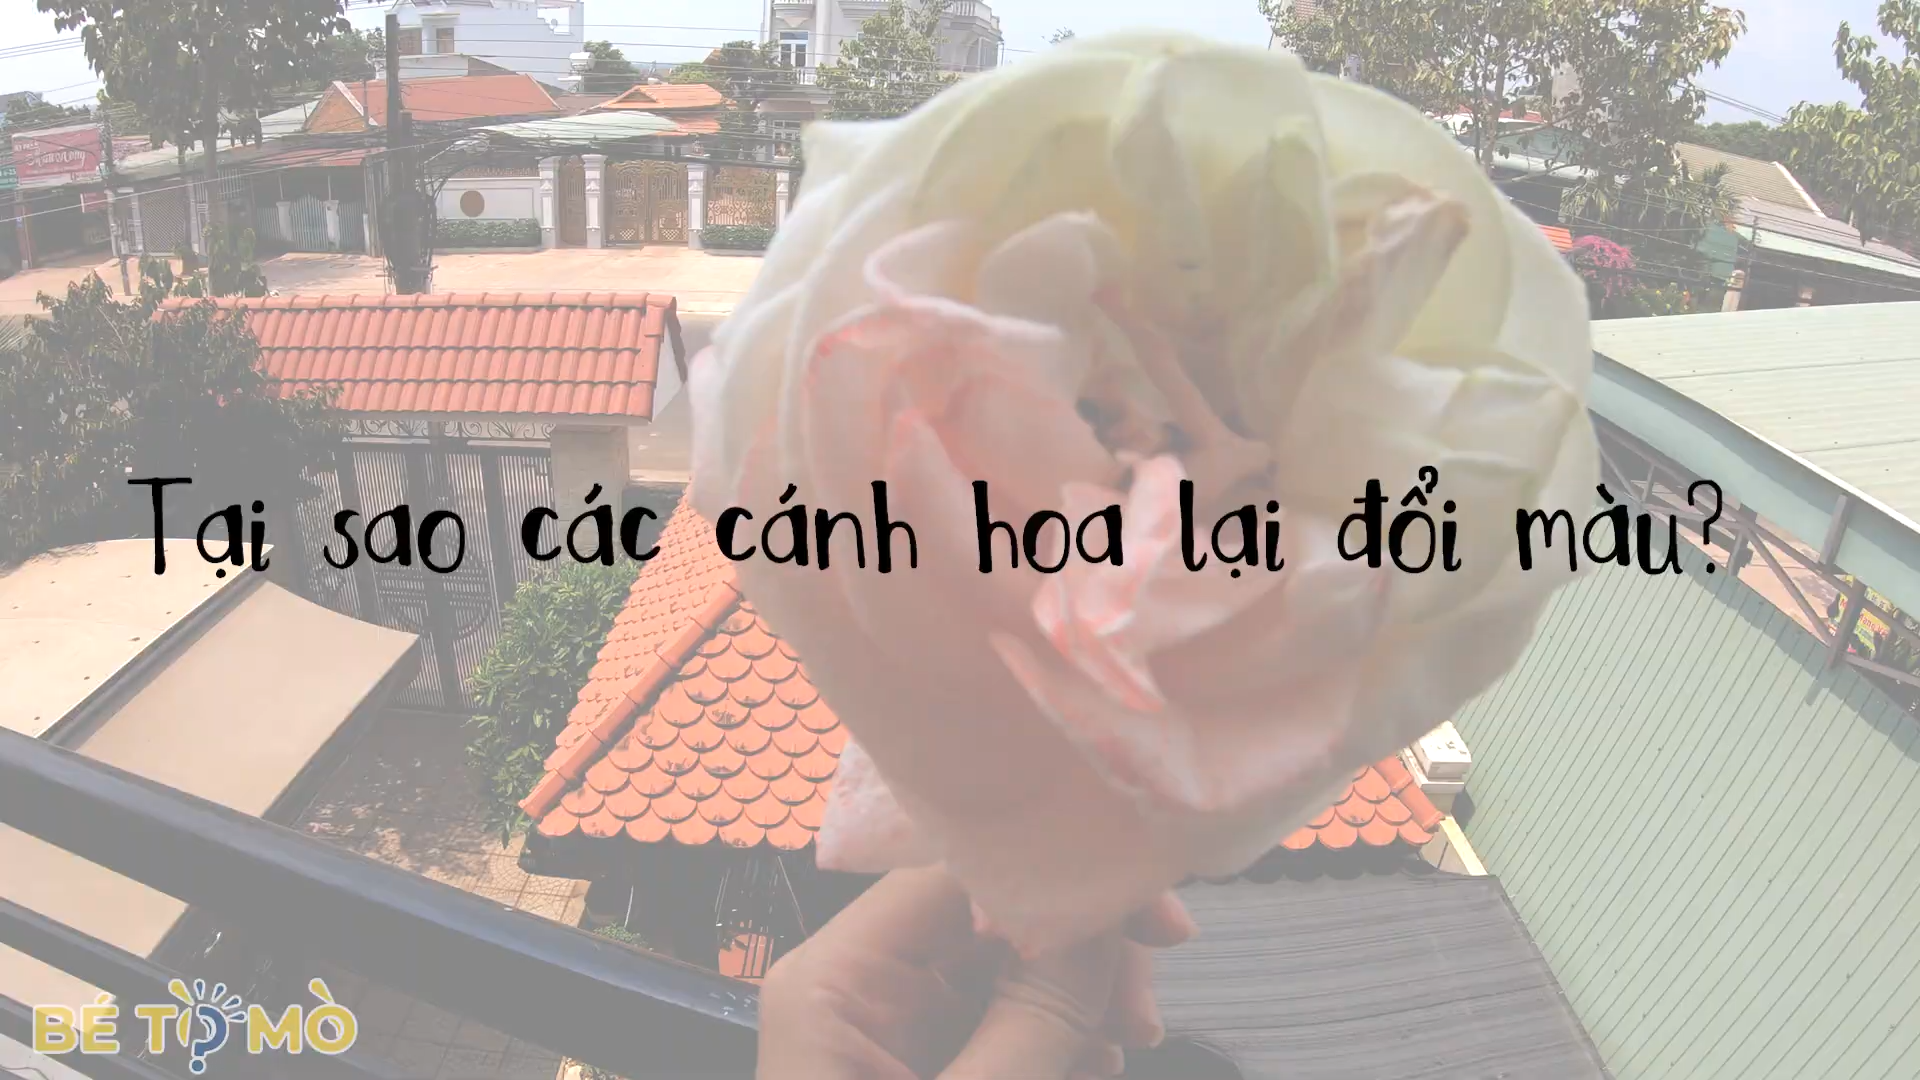 Tại sao các cánh hoa lại đổi màu?
BÉ TÒ MÒ